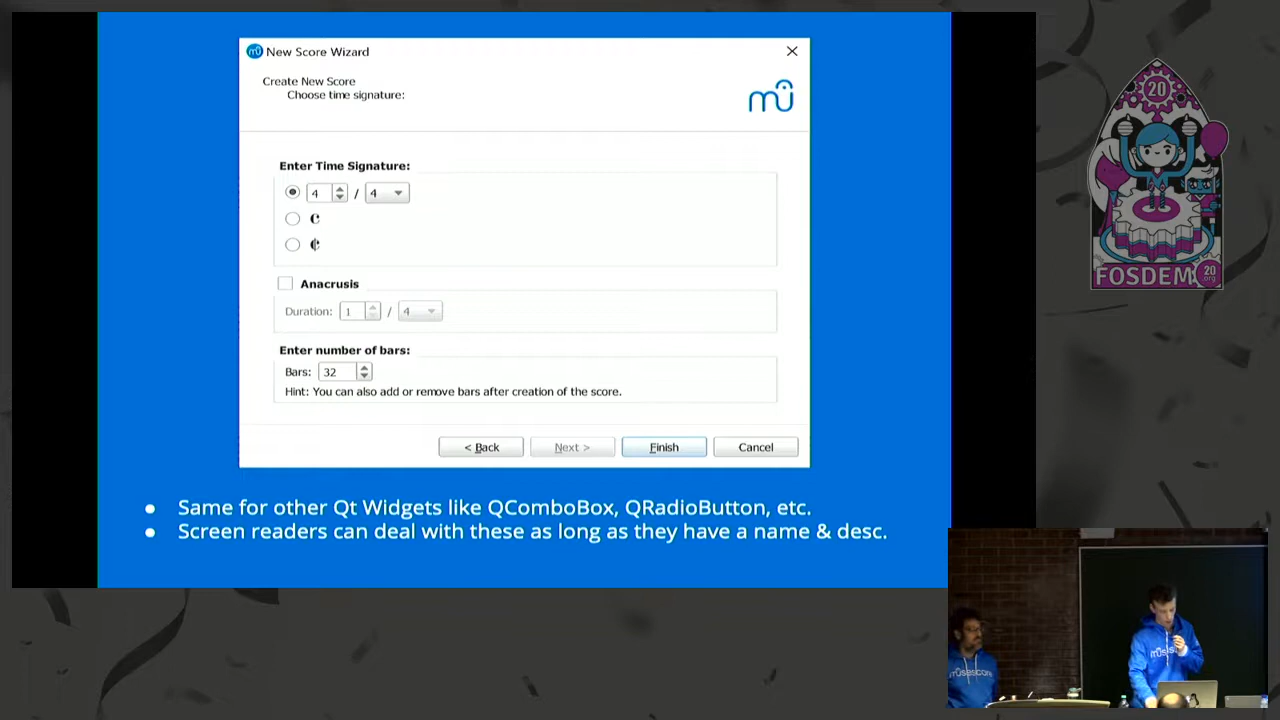 New Score Wizard
Create New Score
Choose time signature:
mu
Enter Time Signature:
4 / 4
Anacrusis
Duration: 1 / 4
Enter number of bars:
Bars: 32
Hint: You can also add or remove bars after creation of the score.
< Back Next > Finish Cancel
• Same for other Qt Widgets like QComboBox, QRadioButton, etc.
• Screen readers can deal with these as long as they have a name & desc.
20
FOSDEM 20 .org
musescore